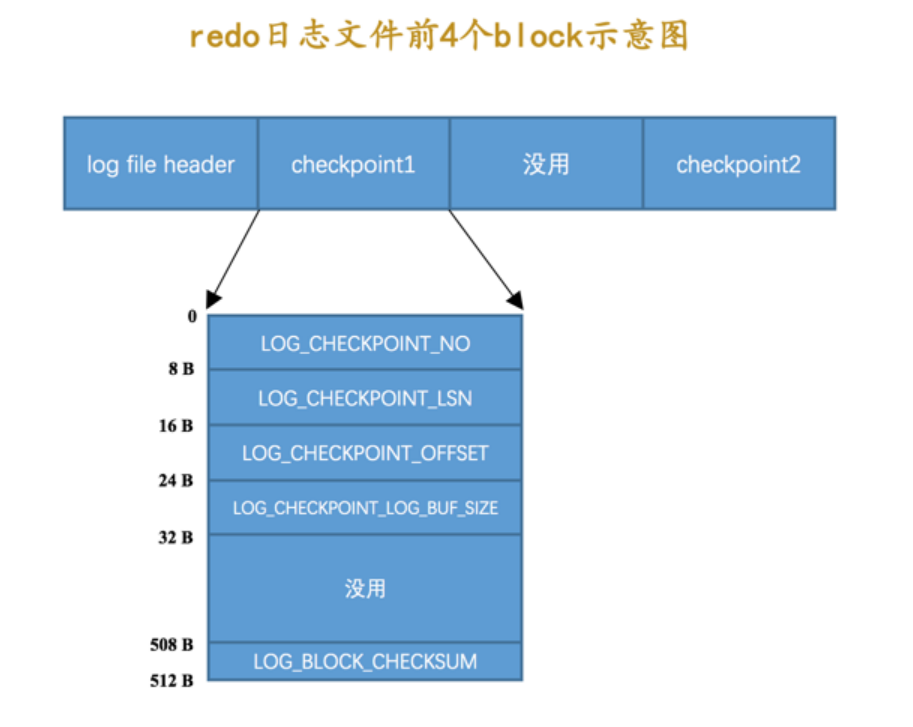 redo日志文件前4个block示意图
log file header
checkpoint1
没用
checkpoint2
0
LOG_CHECKPOINT_NO
8 B
LOG_CHECKPOINT_LSN
16 B
LOG_CHECKPOINT_OFFSET
24 B
LOG_CHECKPOINT_LOG_BUF_SIZE
32 B
没用
508 B
LOG_BLOCK_CHECKSUM
512 B